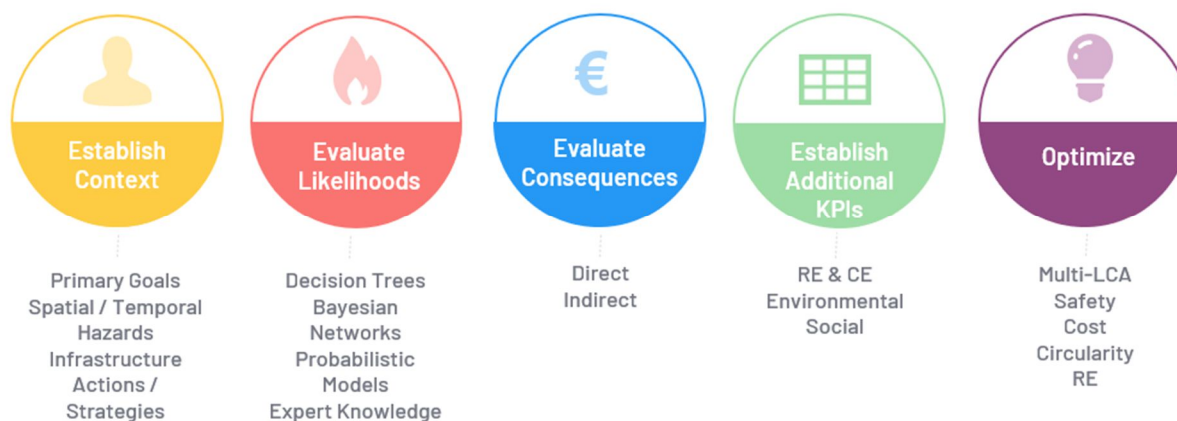 €
Establish
Context
Evaluate
Likelihoods
Evaluate
Consequences
Establish
Additional
KPIs
Optimize
Primary Goals
Spatial / Temporal
Hazards
Infrastructure
Actions /
Strategies
Decision Trees
Bayesian
Networks
Probabilistic
Models
Expert Knowledge
Direct
Indirect
RE & CE
Environmental
Social
Multi-LCA
Safety
Cost
Circularity
RE